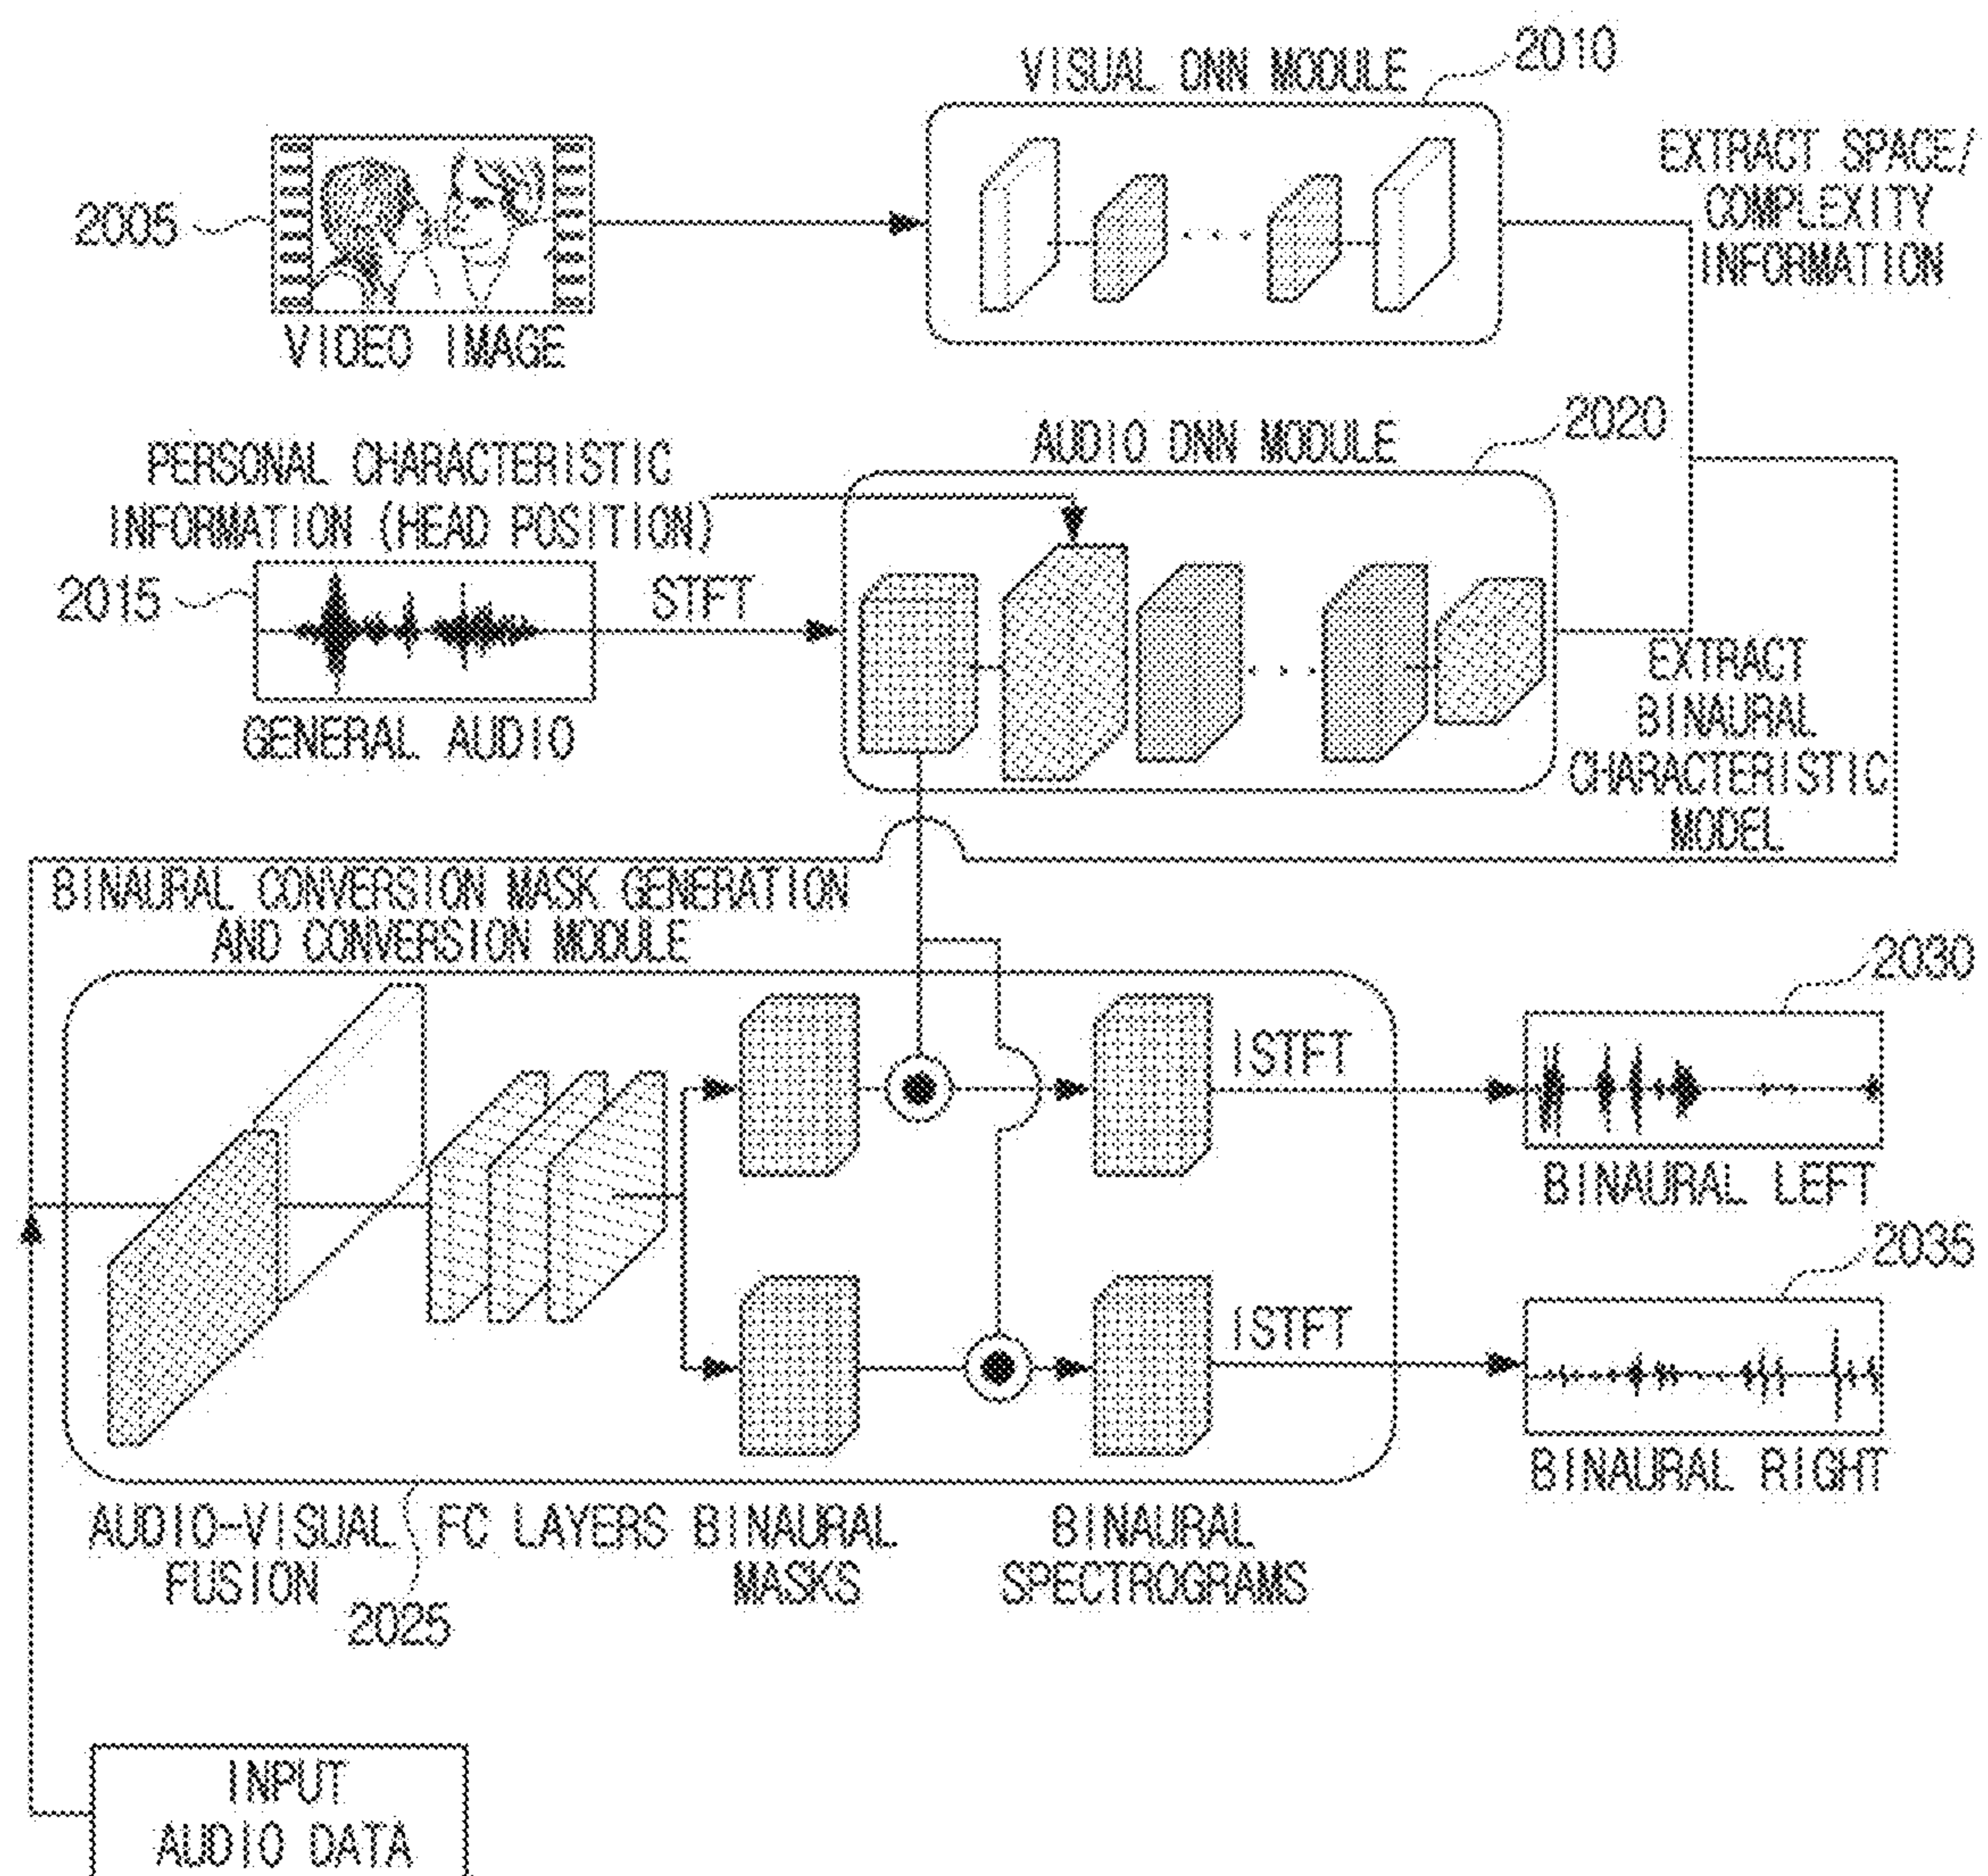 VISUAL DNN MODULE
2010
EXTRACT SPACE/
COMPLEXITY
INFORMATION
2005
VIDEO IMAGE
AUDIO DNN MODULE
2020
PERSONAL CHARACTERISTIC
INFORMATION (HEAD POSITION)
2015
STFT
GENERAL AUDIO
EXTRACT
BINAURAL
CHARACTERISTIC
MODEL
BINAURAL CONVERSION MASK GENERATION
AND CONVERSION MODULE
2030
ISTFT
BINAURAL LEFT
2035
ISTFT
BINAURAL RIGHT
AUDIO-VISUAL
FUSION
FC LAYERS
BINAURAL
MASKS
BINAURAL
SPECTROGRAMS
2025
INPUT
AUDIO DATA